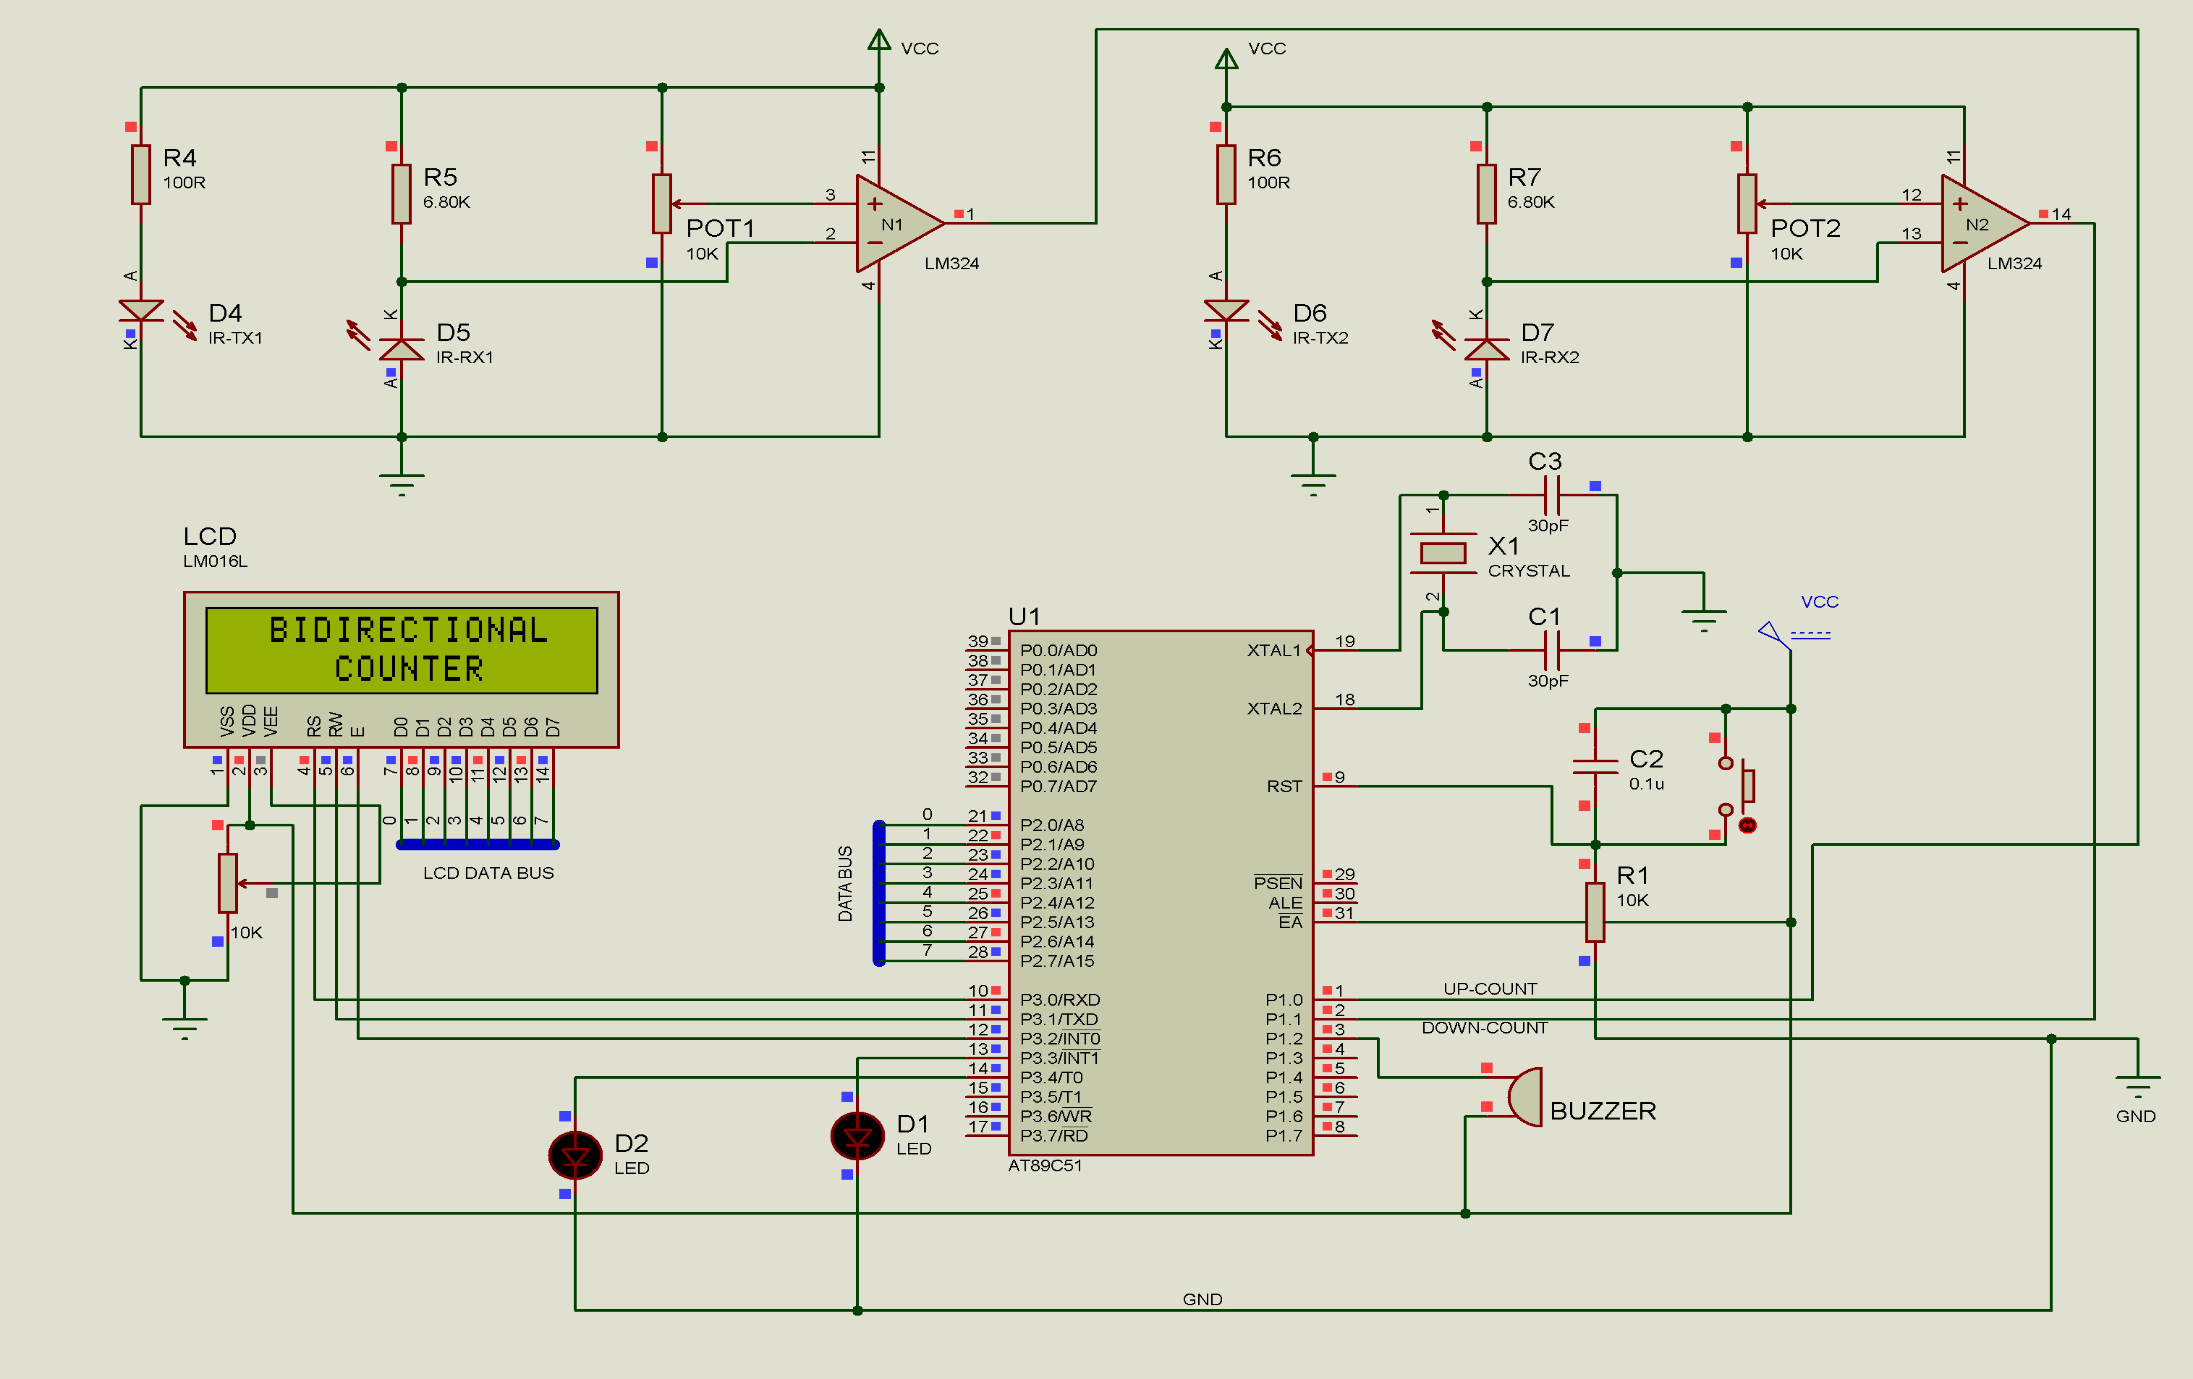 VCC
VCC
R4
100R
R5
6.80K
POT1
10K
3
2
11
4
N1
1
LM324
A
K
D4
IR-TX1
K
A
D5
IR-RX1
R6
100R
R7
6.80K
POT2
10K
12
13
11
4
N2
14
LM324
A
K
D6
IR-TX2
K
A
D7
IR-RX2
LCD
LM016L
BIDIRECTIONAL
COUNTER
VSS VDD VEE RS RW E D0 D1 D2 D3 D4 D5 D6 D7
1 2 3 4 5 6 7 8 9 10 11 12 13 14
0 1 2 3 4 5 6 7
LCD DATA BUS
10K
C3
30pF
1
X1
CRYSTAL
2
C1
30pF
VCC
U1
39 P0.0/AD0
38 P0.1/AD1
37 P0.2/AD2
36 P0.3/AD3
35 P0.4/AD4
34 P0.5/AD5
33 P0.6/AD6
32 P0.7/AD7
DATA BUS
0 21 P2.0/A8
1 22 P2.1/A9
2 23 P2.2/A10
3 24 P2.3/A11
4 25 P2.4/A12
5 26 P2.5/A13
6 27 P2.6/A14
7 28 P2.7/A15
10 P3.0/RXD
11 P3.1/TXD
12 P3.2/INT0
13 P3.3/INT1
14 P3.4/T0
15 P3.5/T1
16 P3.6/WR
17 P3.7/RD
XTAL1 19
XTAL2 18
RST 9
PSEN 29
ALE 30
EA 31
P1.0 1
P1.1 2
P1.2 3
P1.3 4
P1.4 5
P1.5 6
P1.6 7
P1.7 8
AT89C51
C2
0.1u
R1
10K
UP-COUNT
DOWN-COUNT
BUZZER
GND
D2
LED
D1
LED
GND